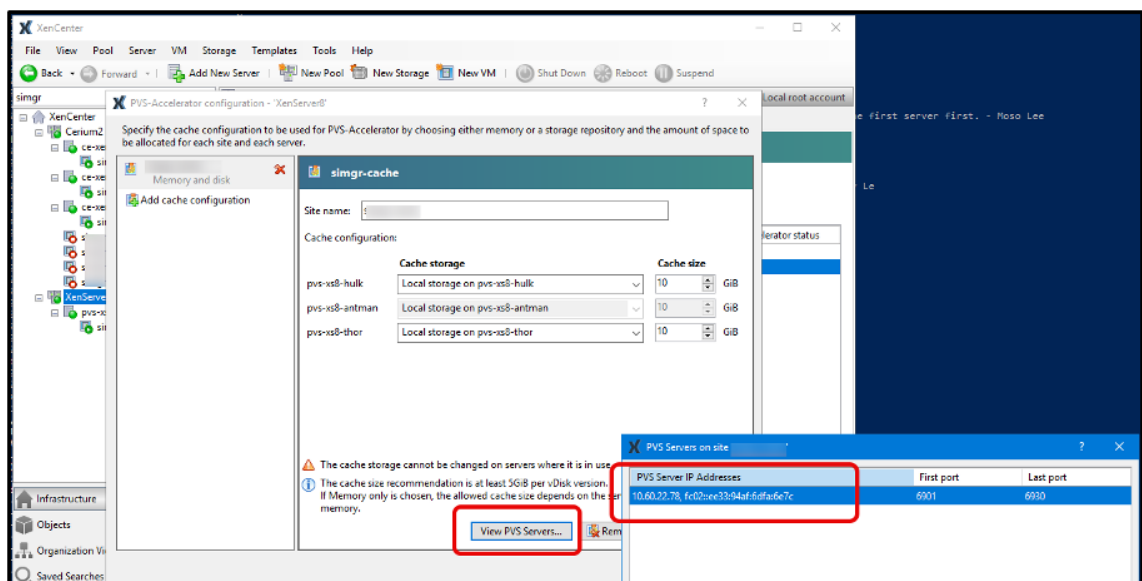 XenCenter
File View Pool Server VM Storage Templates Tools Help
Back Forward Add New Server New Pool New Storage New VM Shut Down Reboot Suspend
simgr
Local root account
XenCenter
Cerium2
ce-xe
si
ce-xe
si
ce-xe
si
s
s
s
XenServe
pvs-x
si
Infrastructure
Objects
Organization Vi
Saved Searches
PVS-Accelerator configuration - 'XenServer8' ? ×
Specify the cache configuration to be used for PVS-Accelerator by choosing either memory or a storage repository and the amount of space to
be allocated for each site and each server.
Memory and disk
Add cache configuration
simgr-cache
Site name:
Cache configuration:
Cache storage Cache size
pvs-xs8-hulk Local storage on pvs-xs8-hulk 10 GiB
pvs-xs8-antman Local storage on pvs-xs8-antman 10 GiB
pvs-xs8-thor Local storage on pvs-xs8-thor 10 GiB
The cache storage cannot be changed on servers where it is in use
The cache size recommendation is at least 5GiB per vDisk version.
If Memory only is chosen, the allowed cache size depends on the ser
memory.
View PVS Servers... Rem
lerator status
e first server first. - Moso Lee
Le
PVS Servers on site ? ×
PVS Server IP Addresses First port Last port
10.60.22.78, fc02::ee33:94af:6dfa:6e7c 6901 6930